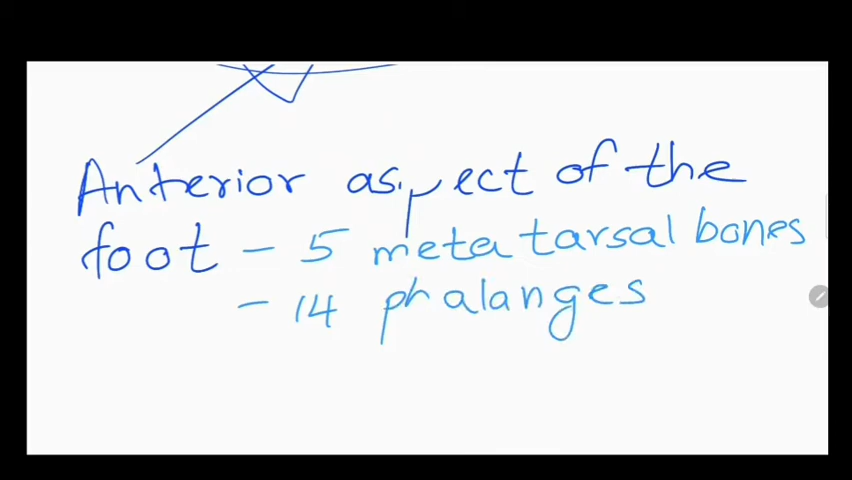 Anterior aspect of the
foot - 5 metatarsal bones
- 14 phalanges